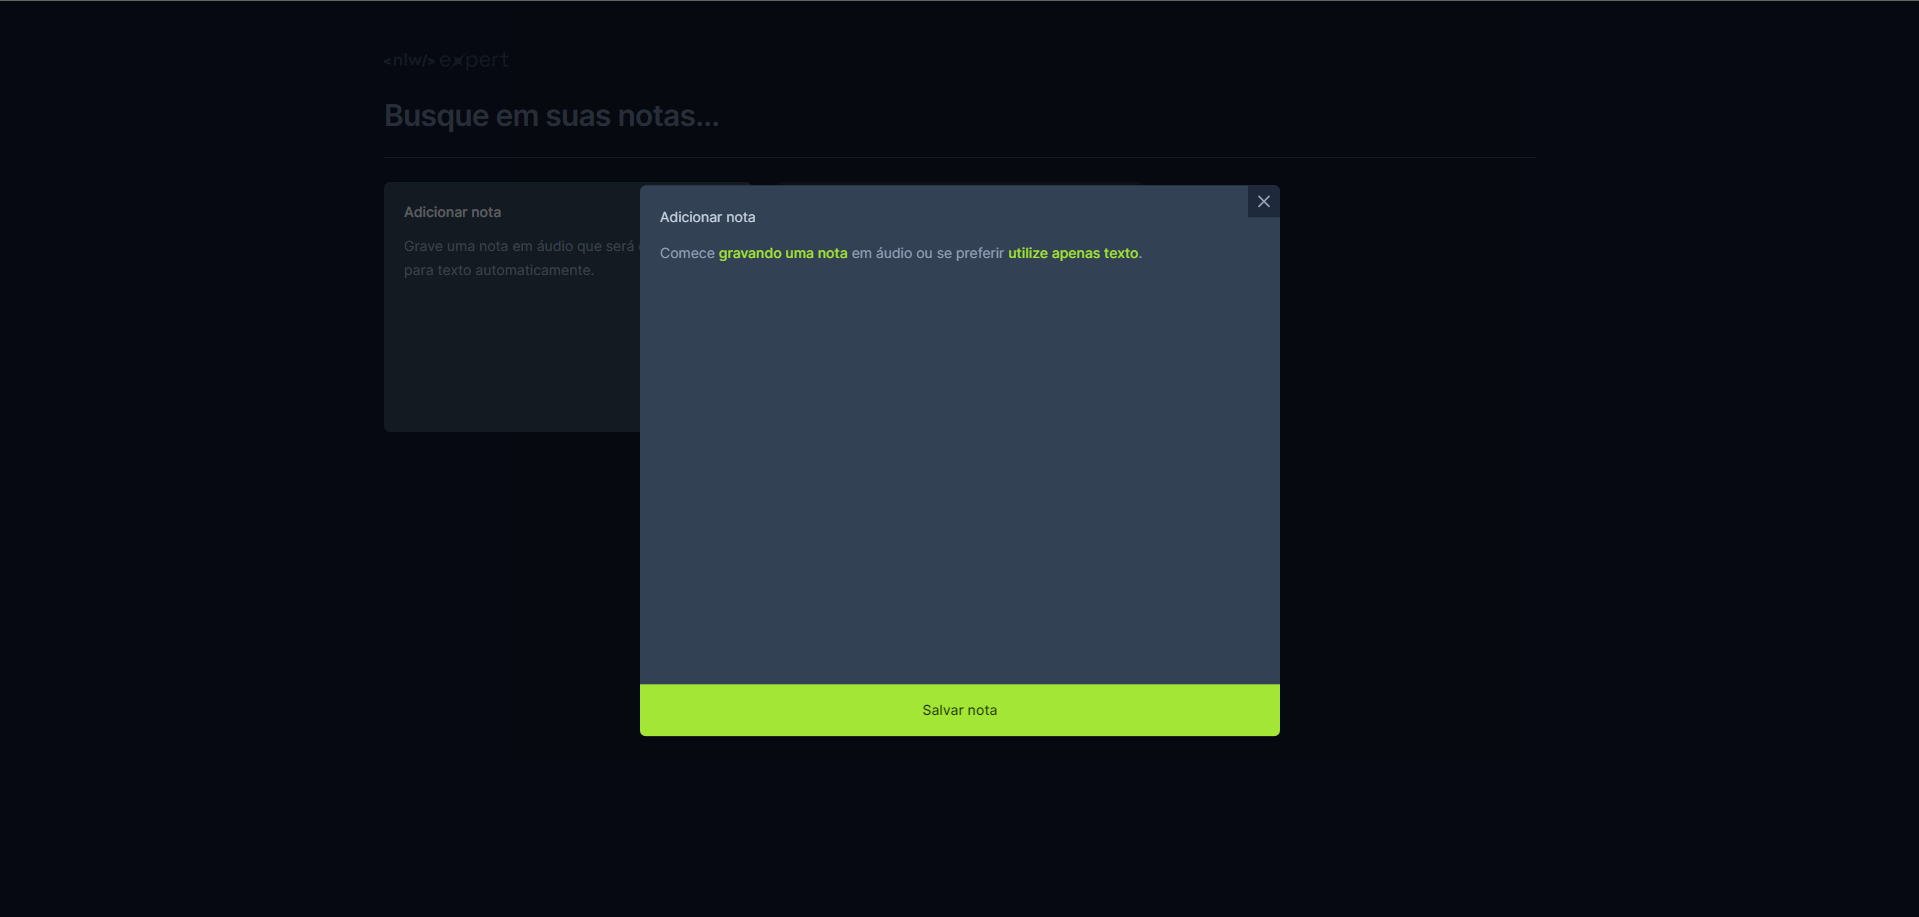 <nlw/> expert
Busque em suas notas...
Adicionar nota
Grave uma nota em áudio que será
para texto automaticamente.
Adicionar nota
Comece gravando uma nota em áudio ou se preferir utilize apenas texto.
Salvar nota